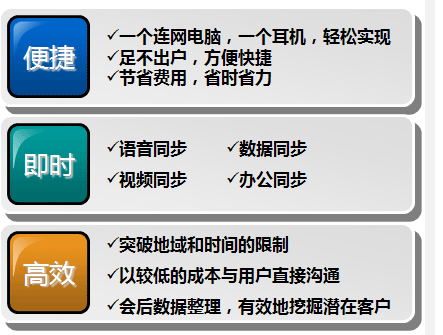 便捷
✓一个连网电脑，一个耳机，轻松实现
✓足不出户，方便快捷
✓节省费用，省时省力
即时
✓语音同步 ✓数据同步
✓视频同步 ✓办公同步
高效
✓突破地域和时间的限制
✓以较低的成本与用户直接沟通
✓会后数据整理，有效地挖掘潜在客户